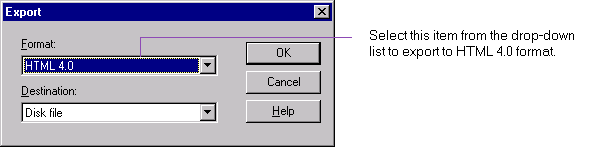 Export
Format:
HTML 4.0
Destination:
Disk file
OK
Cancel
Help
Select this item from the drop-down
list to export to HTML 4.0 format.